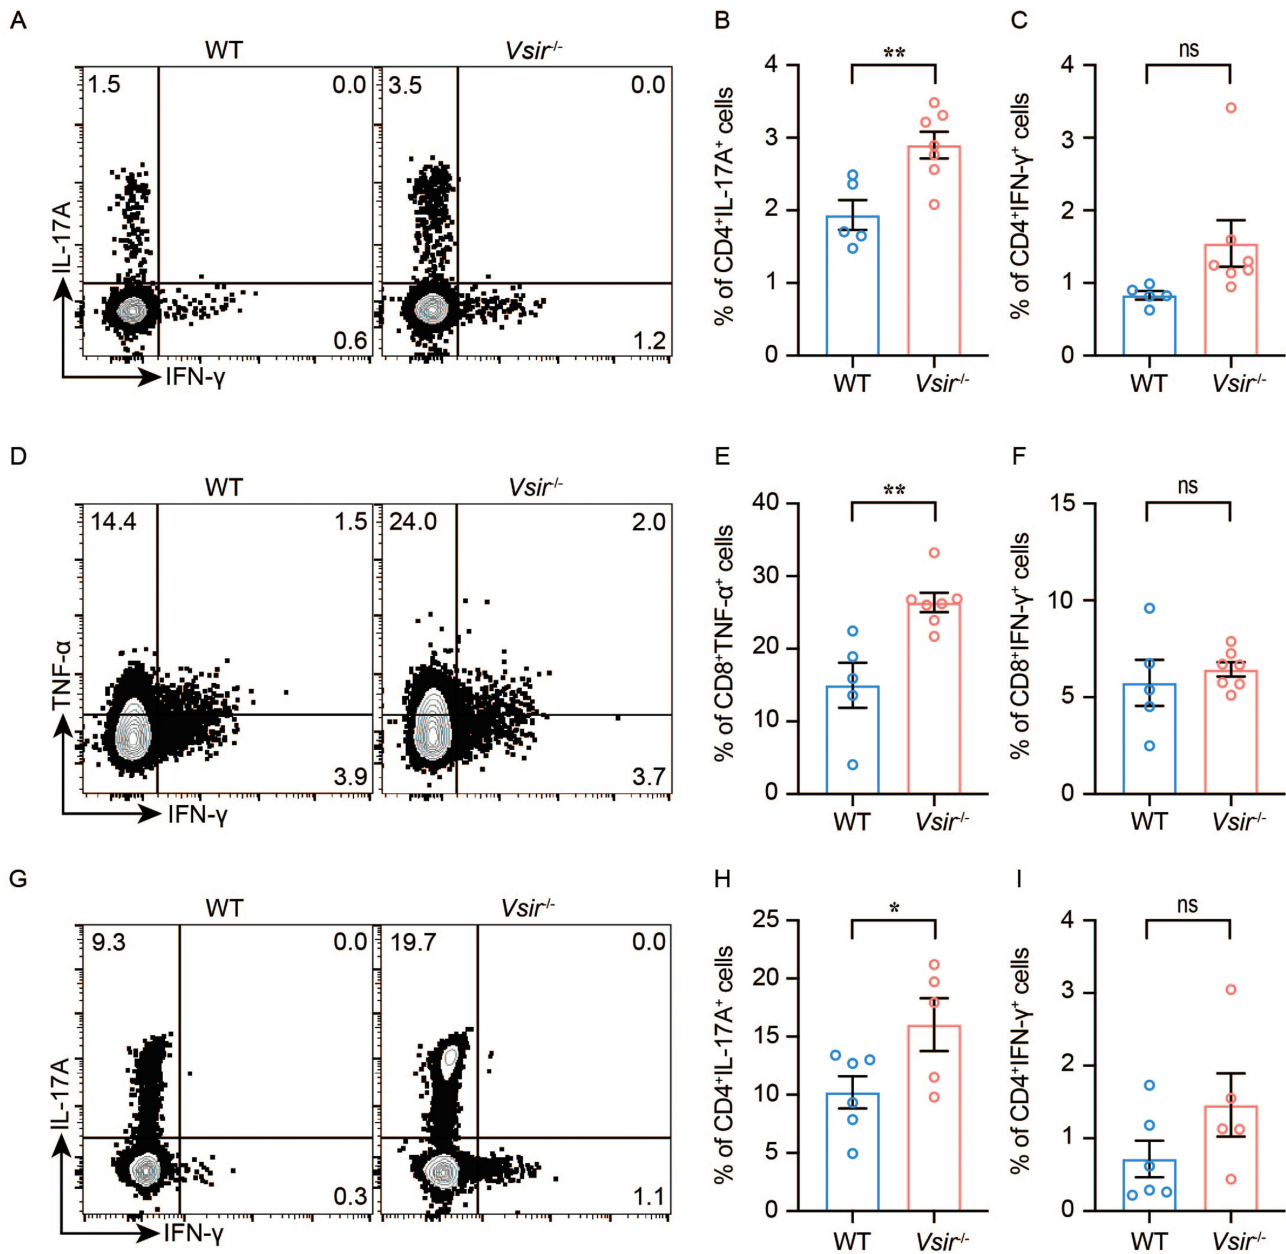 A
WT
Vsir-/-
1.5
0.0
3.5
0.0
0.6
1.2
IL-17A
IFN-γ
B
**
% of CD4+IL-17A+ cells
4
3
2
1
0
WT
Vsir-/-
C
ns
% of CD4+IFN-γ+ cells
4
3
2
1
0
WT
Vsir-/-
D
WT
Vsir-/-
14.4
1.5
24.0
2.0
3.9
3.7
TNF-α
IFN-γ
E
**
% of CD8+TNF-α+ cells
40
30
20
10
0
WT
Vsir-/-
F
ns
% of CD8+IFN-γ+ cells
15
10
5
0
WT
Vsir-/-
G
WT
Vsir-/-
9.3
0.0
19.7
0.0
0.3
1.1
IL-17A
IFN-γ
H
*
% of CD4+IL-17A+ cells
25
20
15
10
5
0
WT
Vsir-/-
I
ns
% of CD4+IFN-γ+ cells
4
3
2
1
0
WT
Vsir-/-